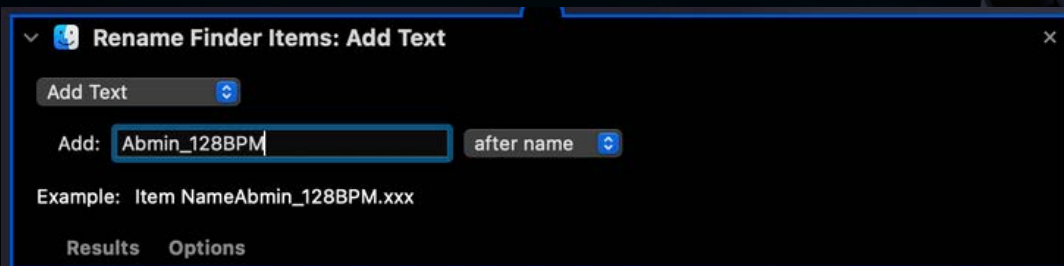 Rename Finder Items: Add Text
Add Text
Add: Abmin_128BPM after name
Example: Item NameAbmin_128BPM.xxx
Results Options